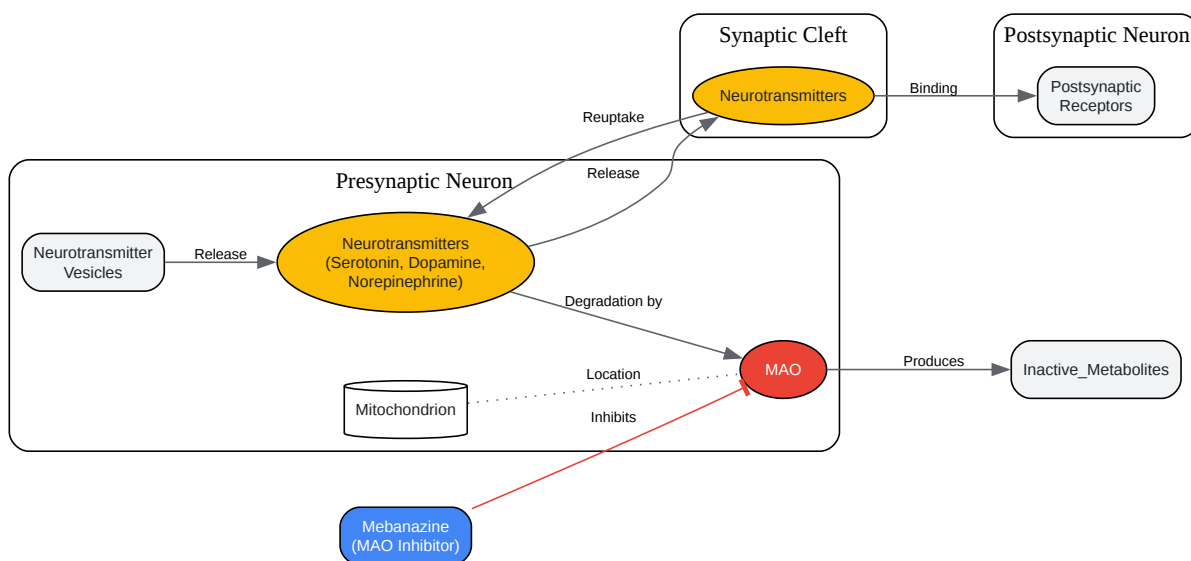 Synaptic Cleft
Postsynaptic Neuron
Neurotransmitters
Binding
Postsynaptic
Receptors
Reuptake
Release
Presynaptic Neuron
Neurotransmitter
Vesicles
Release
Neurotransmitters
(Serotonin, Dopamine,
Norepinephrine)
Degradation by
MAO
Produces
Inactive_Metabolites
Location
Mitochondrion
Inhibits
Mebanazine
(MAO Inhibitor)